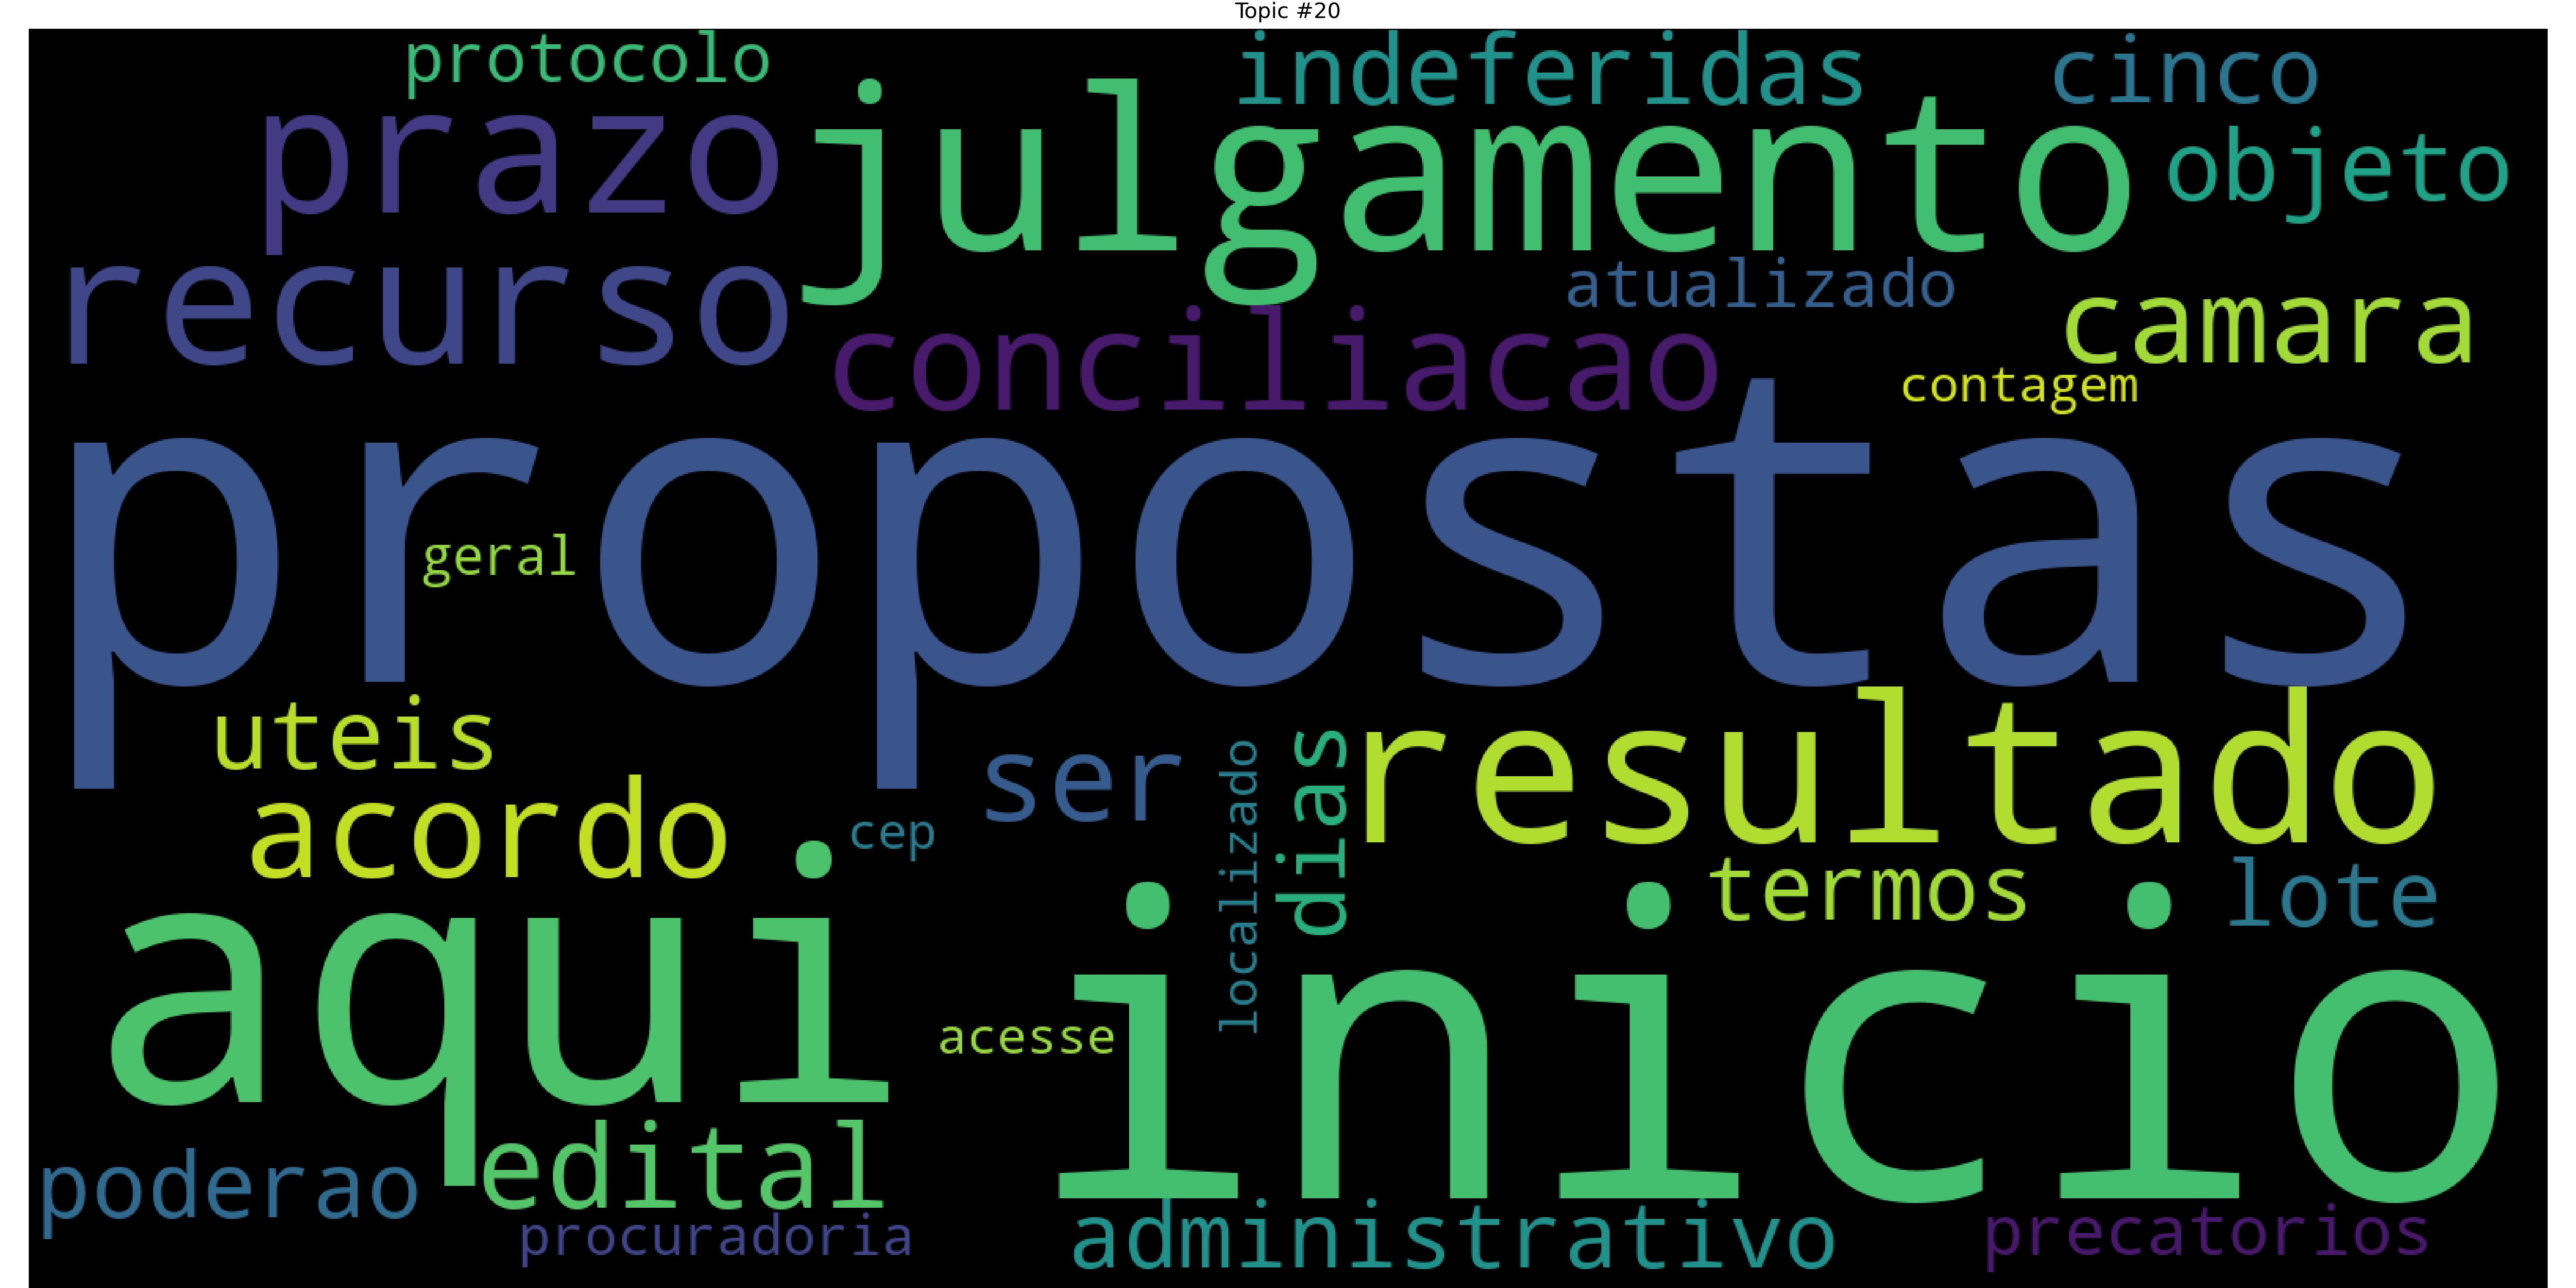 Topic #20
protocolo
indeferidas
cinco
prazo
julgamento
objeto
recurso
atualizado
conciliacao
camara
contagem
propostas
geral
uteis
ser
localizado
dias
resultado
acordo
cep
termos
lote
aqui
inicio
acesse
edital
poderao
procuradoria
administrativo
precatorios